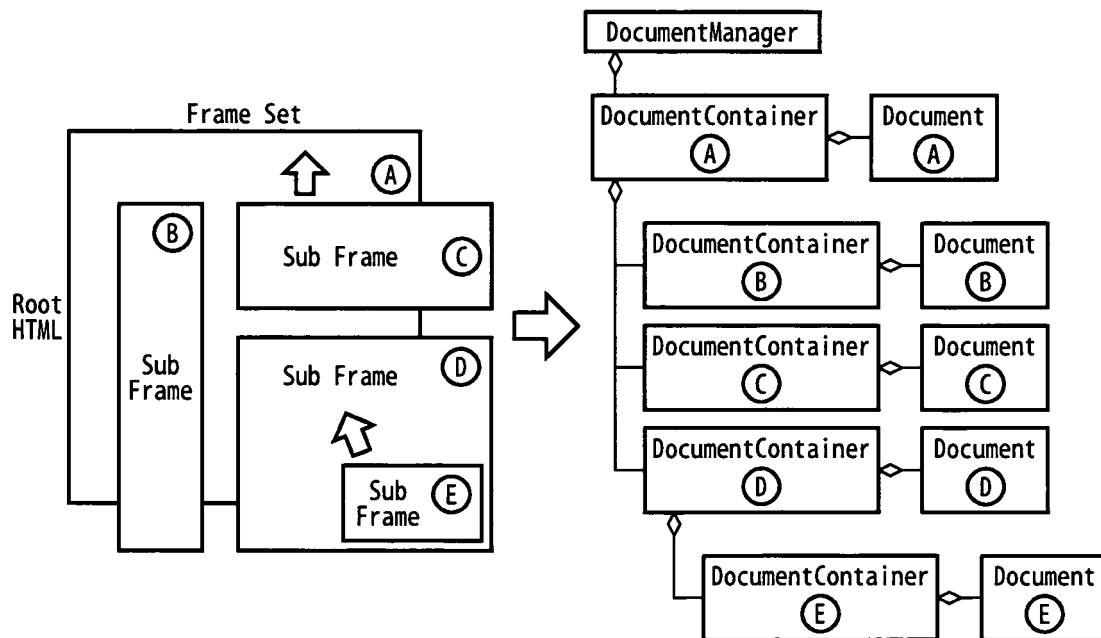 Frame Set
A
B
Sub Frame
C
Root
HTML
Sub
Frame
Sub Frame
D
Sub
Frame
E
DocumentManager
DocumentContainer
A
Document
A
DocumentContainer
B
Document
B
DocumentContainer
C
Document
C
DocumentContainer
D
Document
D
DocumentContainer
E
Document
E